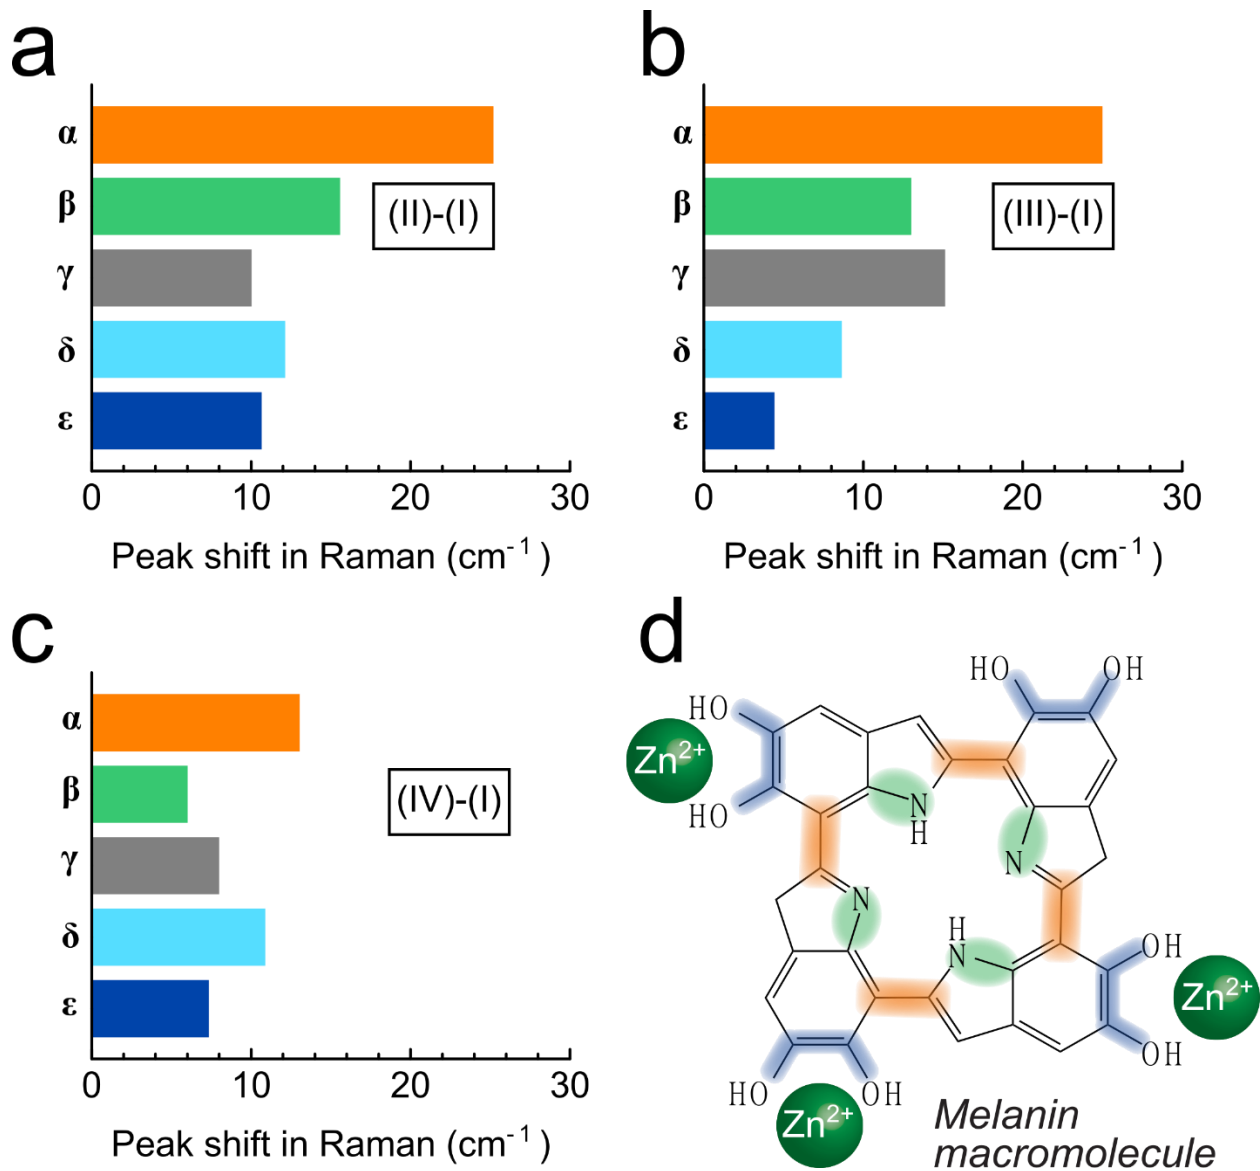 a
α
β
γ
δ
ε
(II)-(I)
0 10 20 30
Peak shift in Raman (cm⁻¹)
b
α
β
γ
δ
ε
(III)-(I)
0 10 20 30
Peak shift in Raman (cm⁻¹)
c
α
β
γ
δ
ε
(IV)-(I)
0 10 20 30
Peak shift in Raman (cm⁻¹)
d
HO OH
HO
Zn²⁺
HO
N
H
N
N
H
N
OH
Zn²⁺
OH
HO OH
Zn²⁺
Melanin
macromolecule